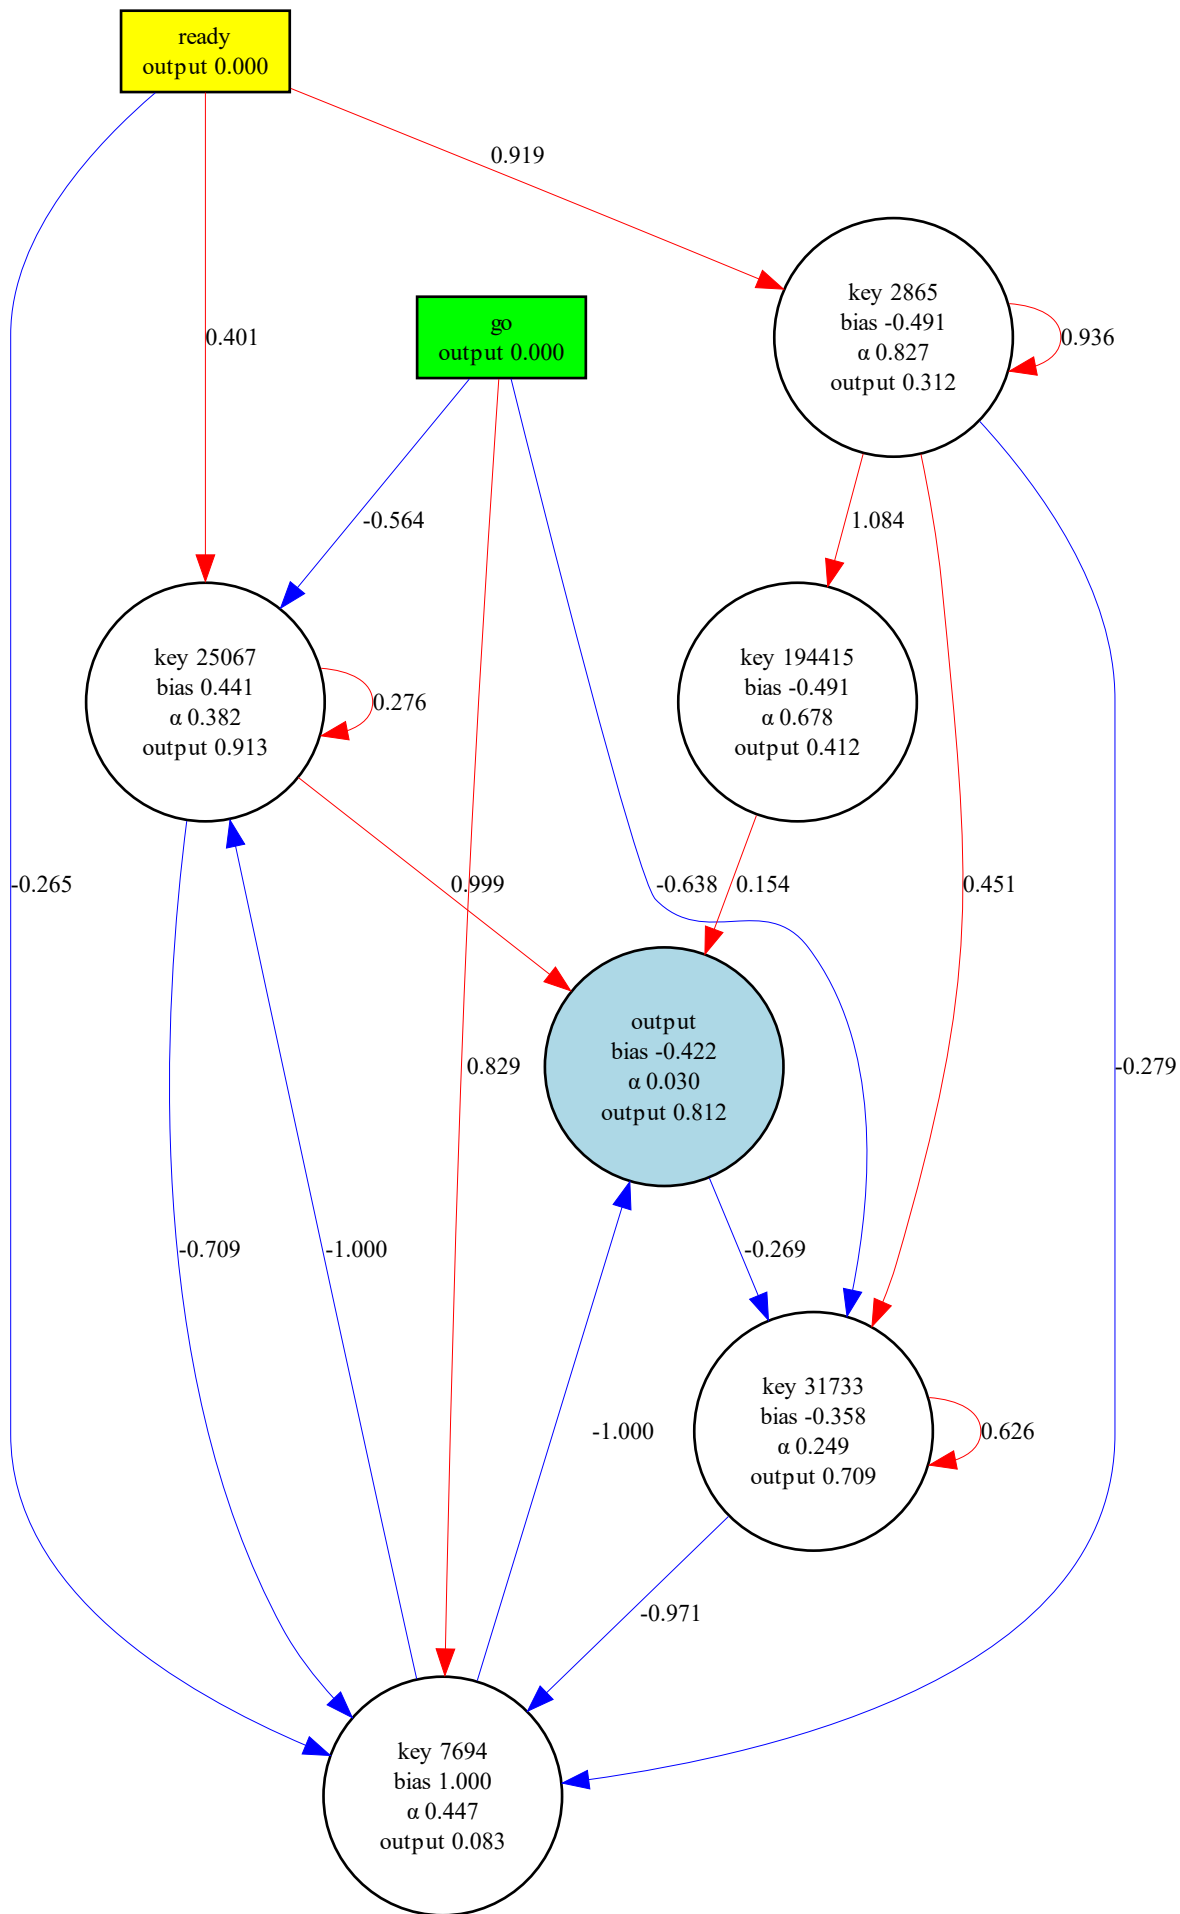 ready
output 0.000
0.919
key 2865
bias -0.491
α 0.827
output 0.312
0.936
0.401
go
output 0.000
-0.564
1.084
key 25067
bias 0.441
α 0.382
output 0.913
0.276
key 194415
bias -0.491
α 0.678
output 0.412
-0.265
0.999
-0.638
0.154
0.451
output
bias -0.422
α 0.030
output 0.812
0.829
-0.279
-0.709
-1.000
-0.269
-1.000
key 31733
bias -0.358
α 0.249
output 0.709
0.626
-0.971
key 7694
bias 1.000
α 0.447
output 0.083